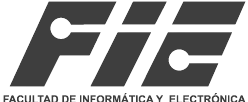 FIE
FACULTAD DE INFORMÁTICA Y ELECTRÓNICA